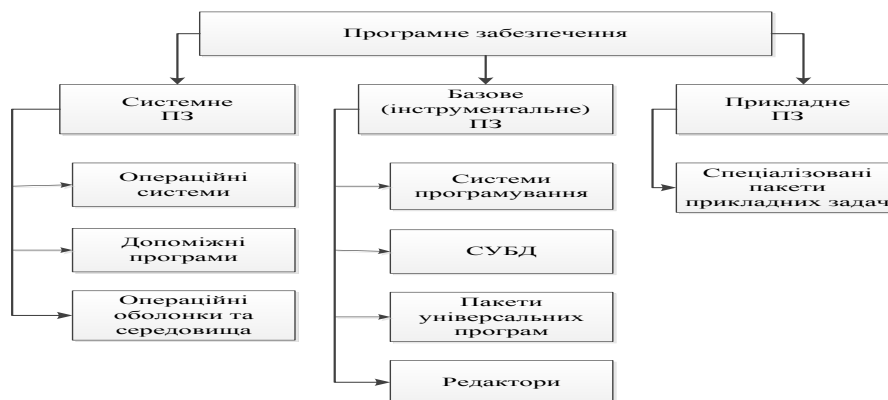 Програмне забезпечення
Системне
ПЗ
Базове
(інструментальне)
ПЗ
Прикладне
ПЗ
Операційні
системи
Системи
програмування
Спеціалізовані
пакети
прикладних задач
Допоміжні
програми
СУБД
Операційні
оболонки та
середовища
Пакети
універсальних
програм
Редактори